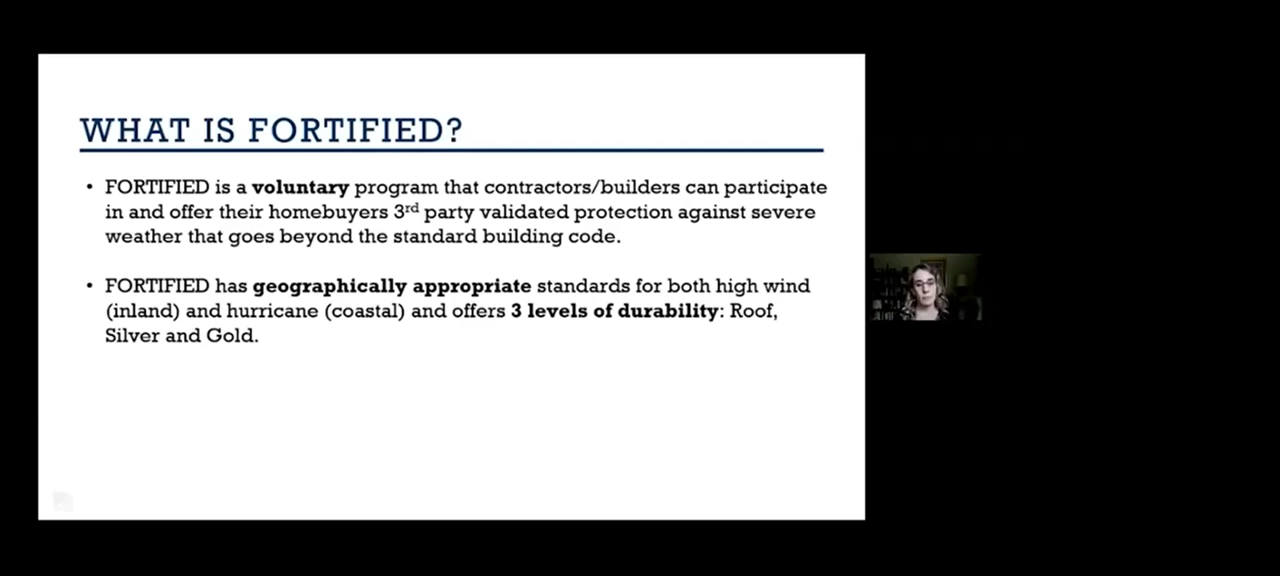 WHAT IS FORTIFIED?
• FORTIFIED is a voluntary program that contractors/builders can participate
in and offer their homebuyers 3rd party validated protection against severe
weather that goes beyond the standard building code.
• FORTIFIED has geographically appropriate standards for both high wind
(inland) and hurricane (coastal) and offers 3 levels of durability: Roof,
Silver and Gold.